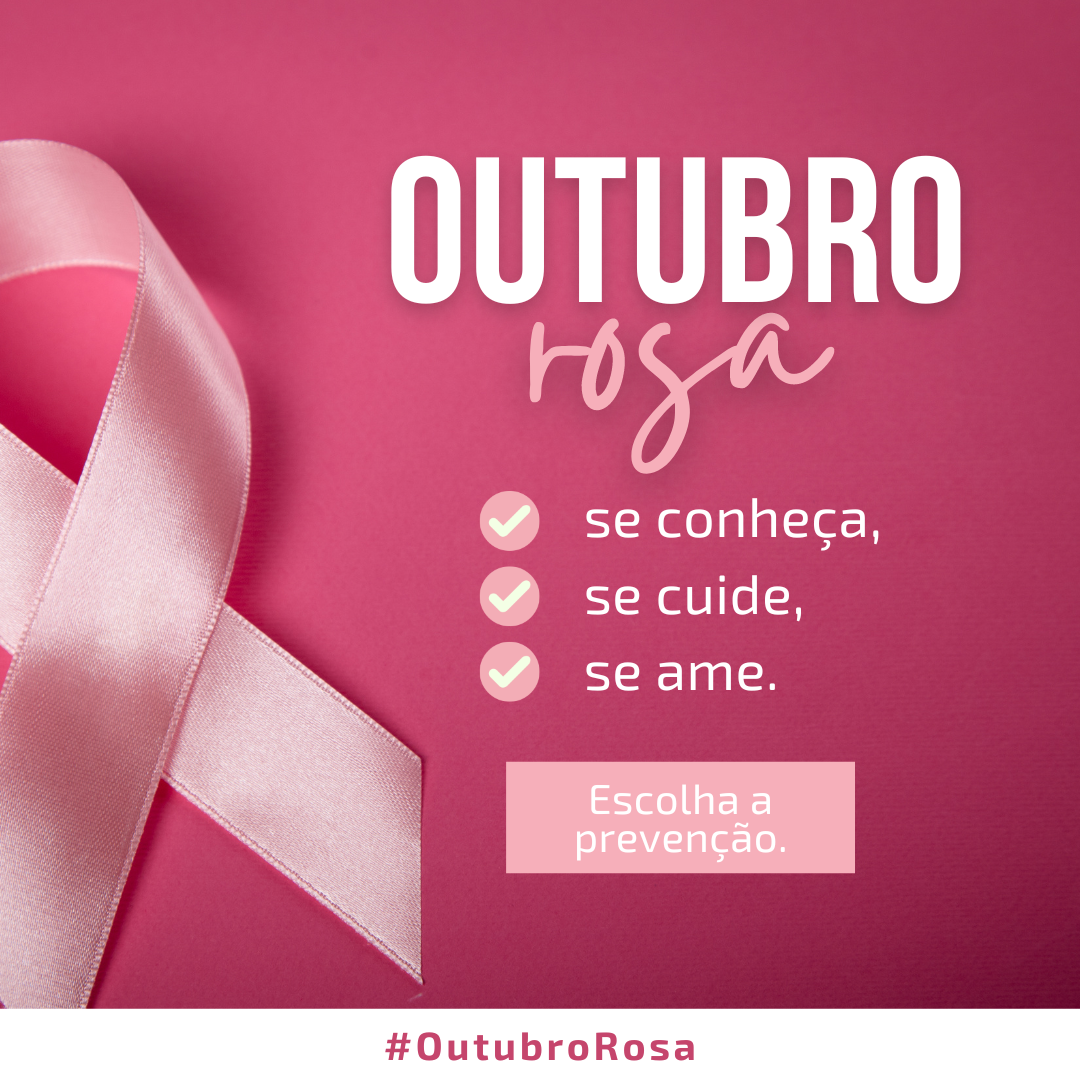 OUTUBRO
rosa
se conheça,
se cuide,
se ame.
Escolha a
prevenção.
#OutubroRosa